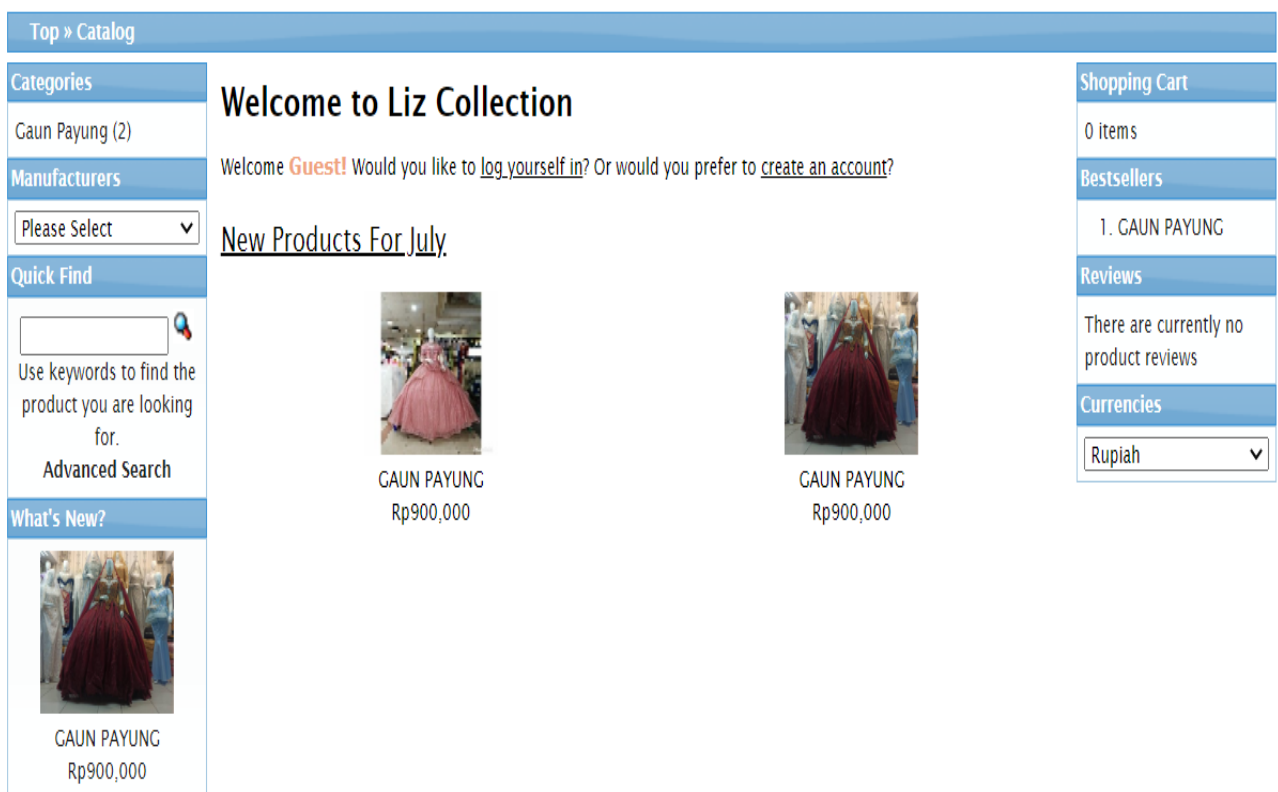 Top » Catalog
Categories
Gaun Payung (2)
Manufacturers
Please Select
Quick Find
Use keywords to find the
product you are looking
for.
Advanced Search
What's New?
GAUN PAYUNG
Rp900,000
Welcome to Liz Collection
Welcome Guest! Would you like to log yourself in? Or would you prefer to create an account?
New Products For July
GAUN PAYUNG
Rp900,000
GAUN PAYUNG
Rp900,000
Shopping Cart
0 items
Bestsellers
1. GAUN PAYUNG
Reviews
There are currently no
product reviews
Currencies
Rupiah